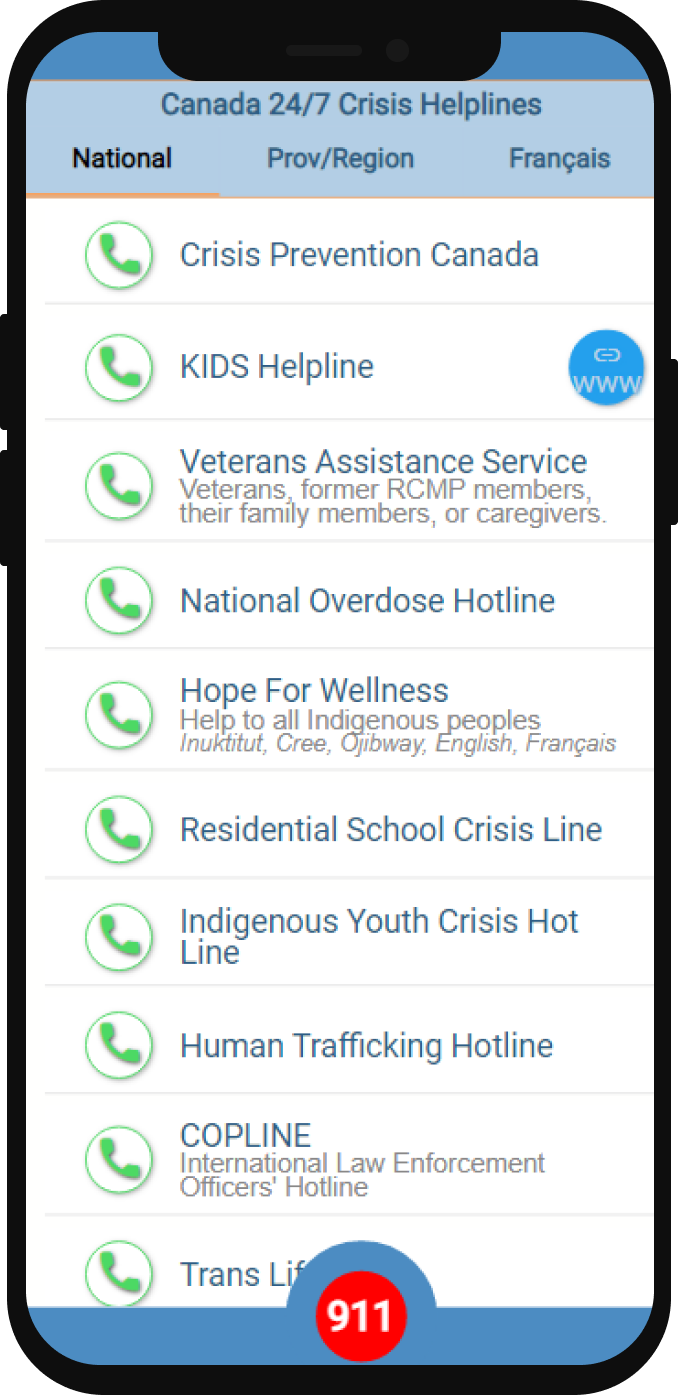 Canada 24/7 Crisis Helplines
National Prov/Region Français
Crisis Prevention Canada
KIDS Helpline
www
Veterans Assistance Service
Veterans, former RCMP members,
their family members, or caregivers.
National Overdose Hotline
Hope For Wellness
Help to all Indigenous peoples
Inuktitut, Cree, Ojibway, English, Français
Residential School Crisis Line
Indigenous Youth Crisis Hot
Line
Human Trafficking Hotline
COPLINE
International Law Enforcement
Officers' Hotline
Trans
911